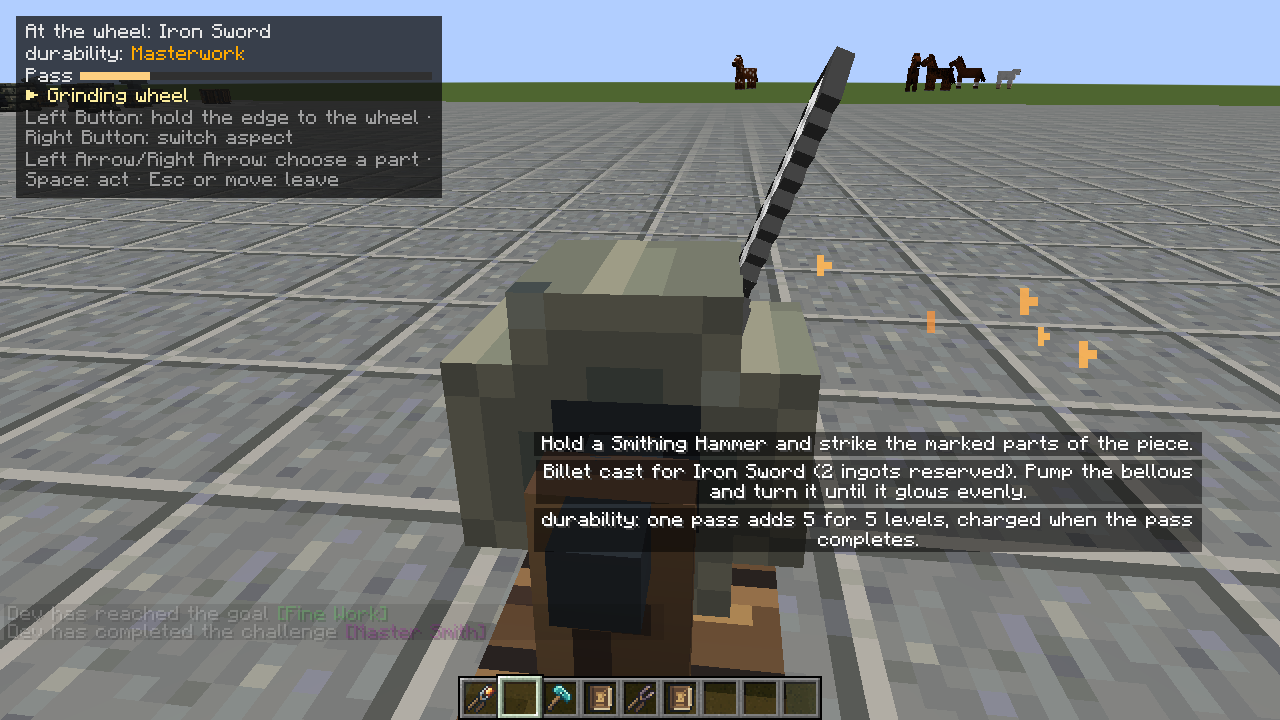 At the wheel: Iron Sword
durability: Masterwork
Pass
► Grinding wheel
Left Button: hold the edge to the wheel ·
Right Button: switch aspect
Left Arrow/Right Arrow: choose a part ·
Space: act · Esc or move: leave
Hold a Smithing Hammer and strike the marked parts of the piece.
Billet cast for Iron Sword (2 ingots reserved). Pump the bellows
and turn it until it glows evenly.
durability: one pass adds 5 for 5 levels, charged when the pass
completes.
Dev has reached the goal [Fine Work]
Dev has completed the challenge [Master Smith]